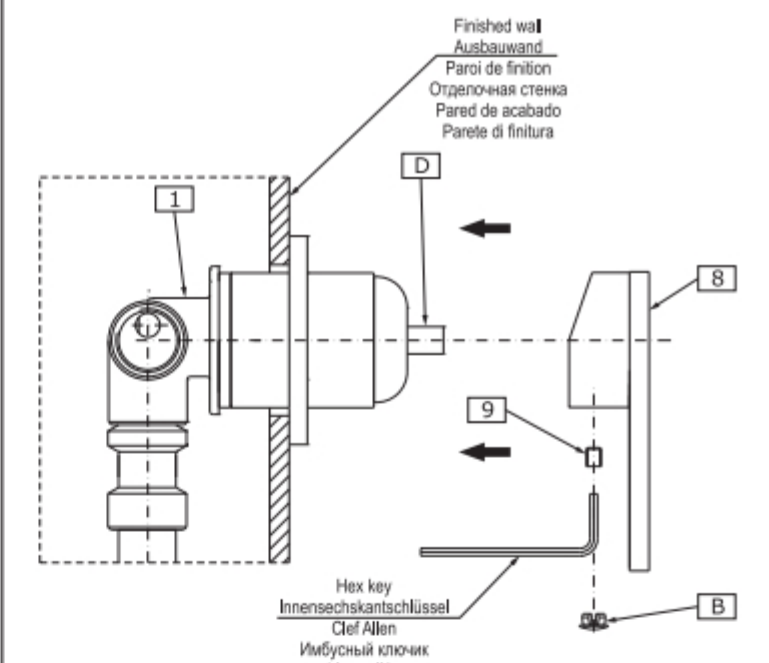 Finished wall
Ausbauwand
Paroi de finition
Отделочная стенка
Pared de acabado
Parete di finitura
D
1
8
9
Hex key
Innensechskantschlüssel
Clef Allen
Имбусный ключик
B